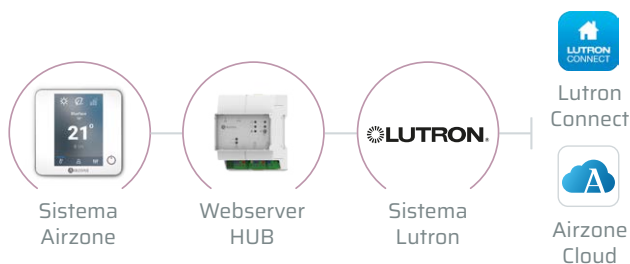 21°
Sistema
Airzone
Webserver
HUB
LUTRON
Sistema
Lutron
LUTRON
CONNECT
Lutron
Connect
Airzone
Cloud